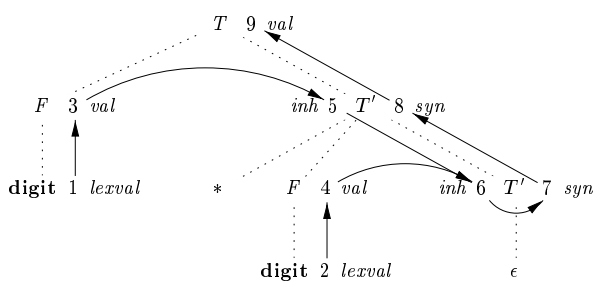 T 9 val
F 3 val inh 5 T′ 8 syn
digit 1 lexval * F 4 val inh 6 T′ 7 syn
digit 2 lexval ϵ